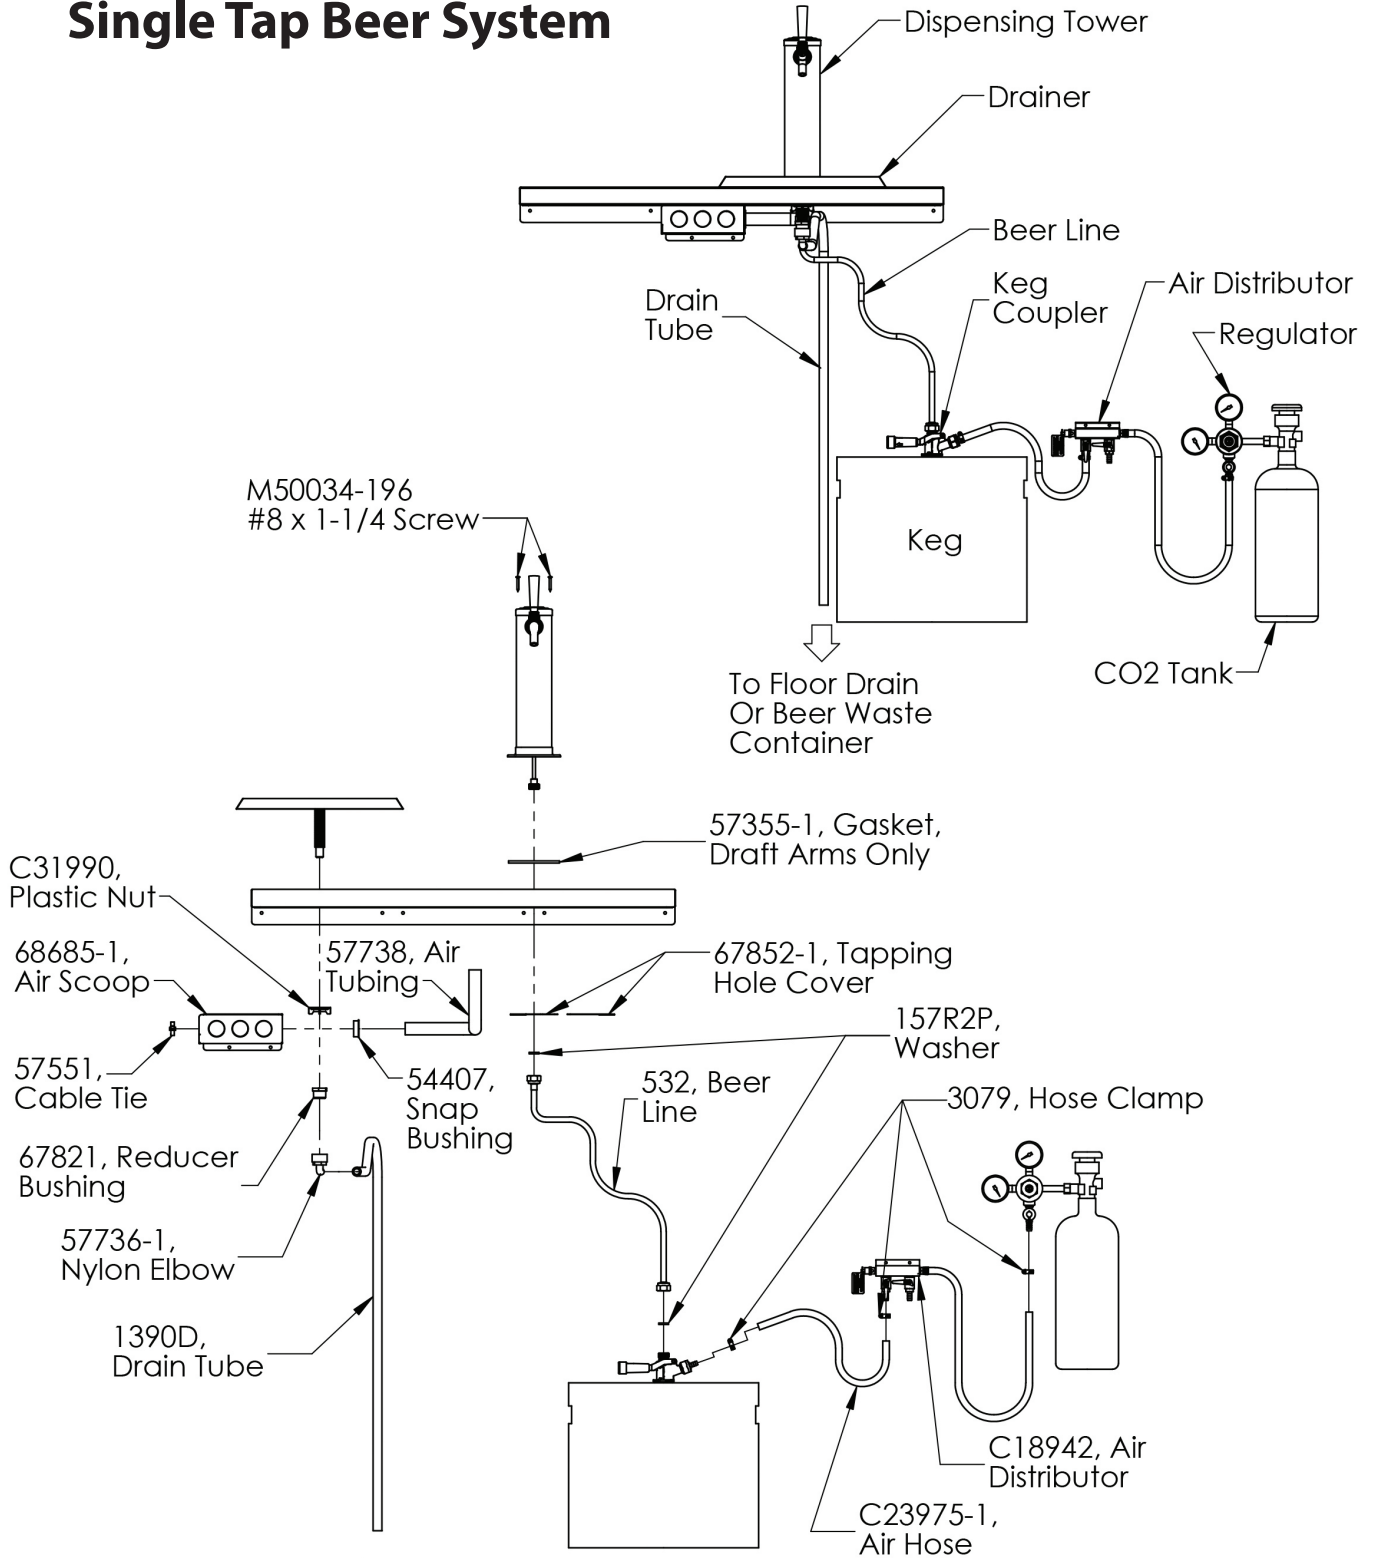 Single Tap Beer System
Dispensing Tower
Drainer
Beer Line
Keg
Coupler
Air Distributor
Regulator
Drain
Tube
Keg
CO2 Tank
To Floor Drain
Or Beer Waste
Container
M50034-196
#8 x 1-1/4 Screw
57355-1, Gasket,
Draft Arms Only
C31990,
Plastic Nut
68685-1,
Air Scoop
57738, Air
Tubing
67852-1, Tapping
Hole Cover
157R2P,
Washer
57551,
Cable Tie
54407,
Snap
Bushing
532, Beer
Line
3079, Hose Clamp
67821, Reducer
Bushing
57736-1,
Nylon Elbow
1390D,
Drain Tube
C18942, Air
Distributor
C23975-1,
Air Hose